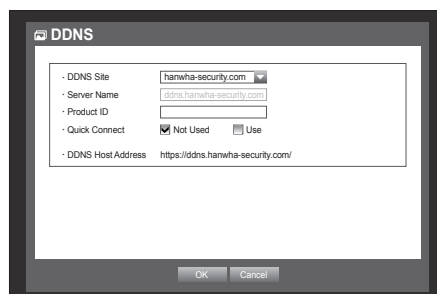 DDNS
· DDNS Site hanwha-security.com
· Server Name ddns.hanwha-security.com
· Product ID
· Quick Connect Not Used Use
· DDNS Host Address https://ddns.hanwha-security.com/
OK Cancel